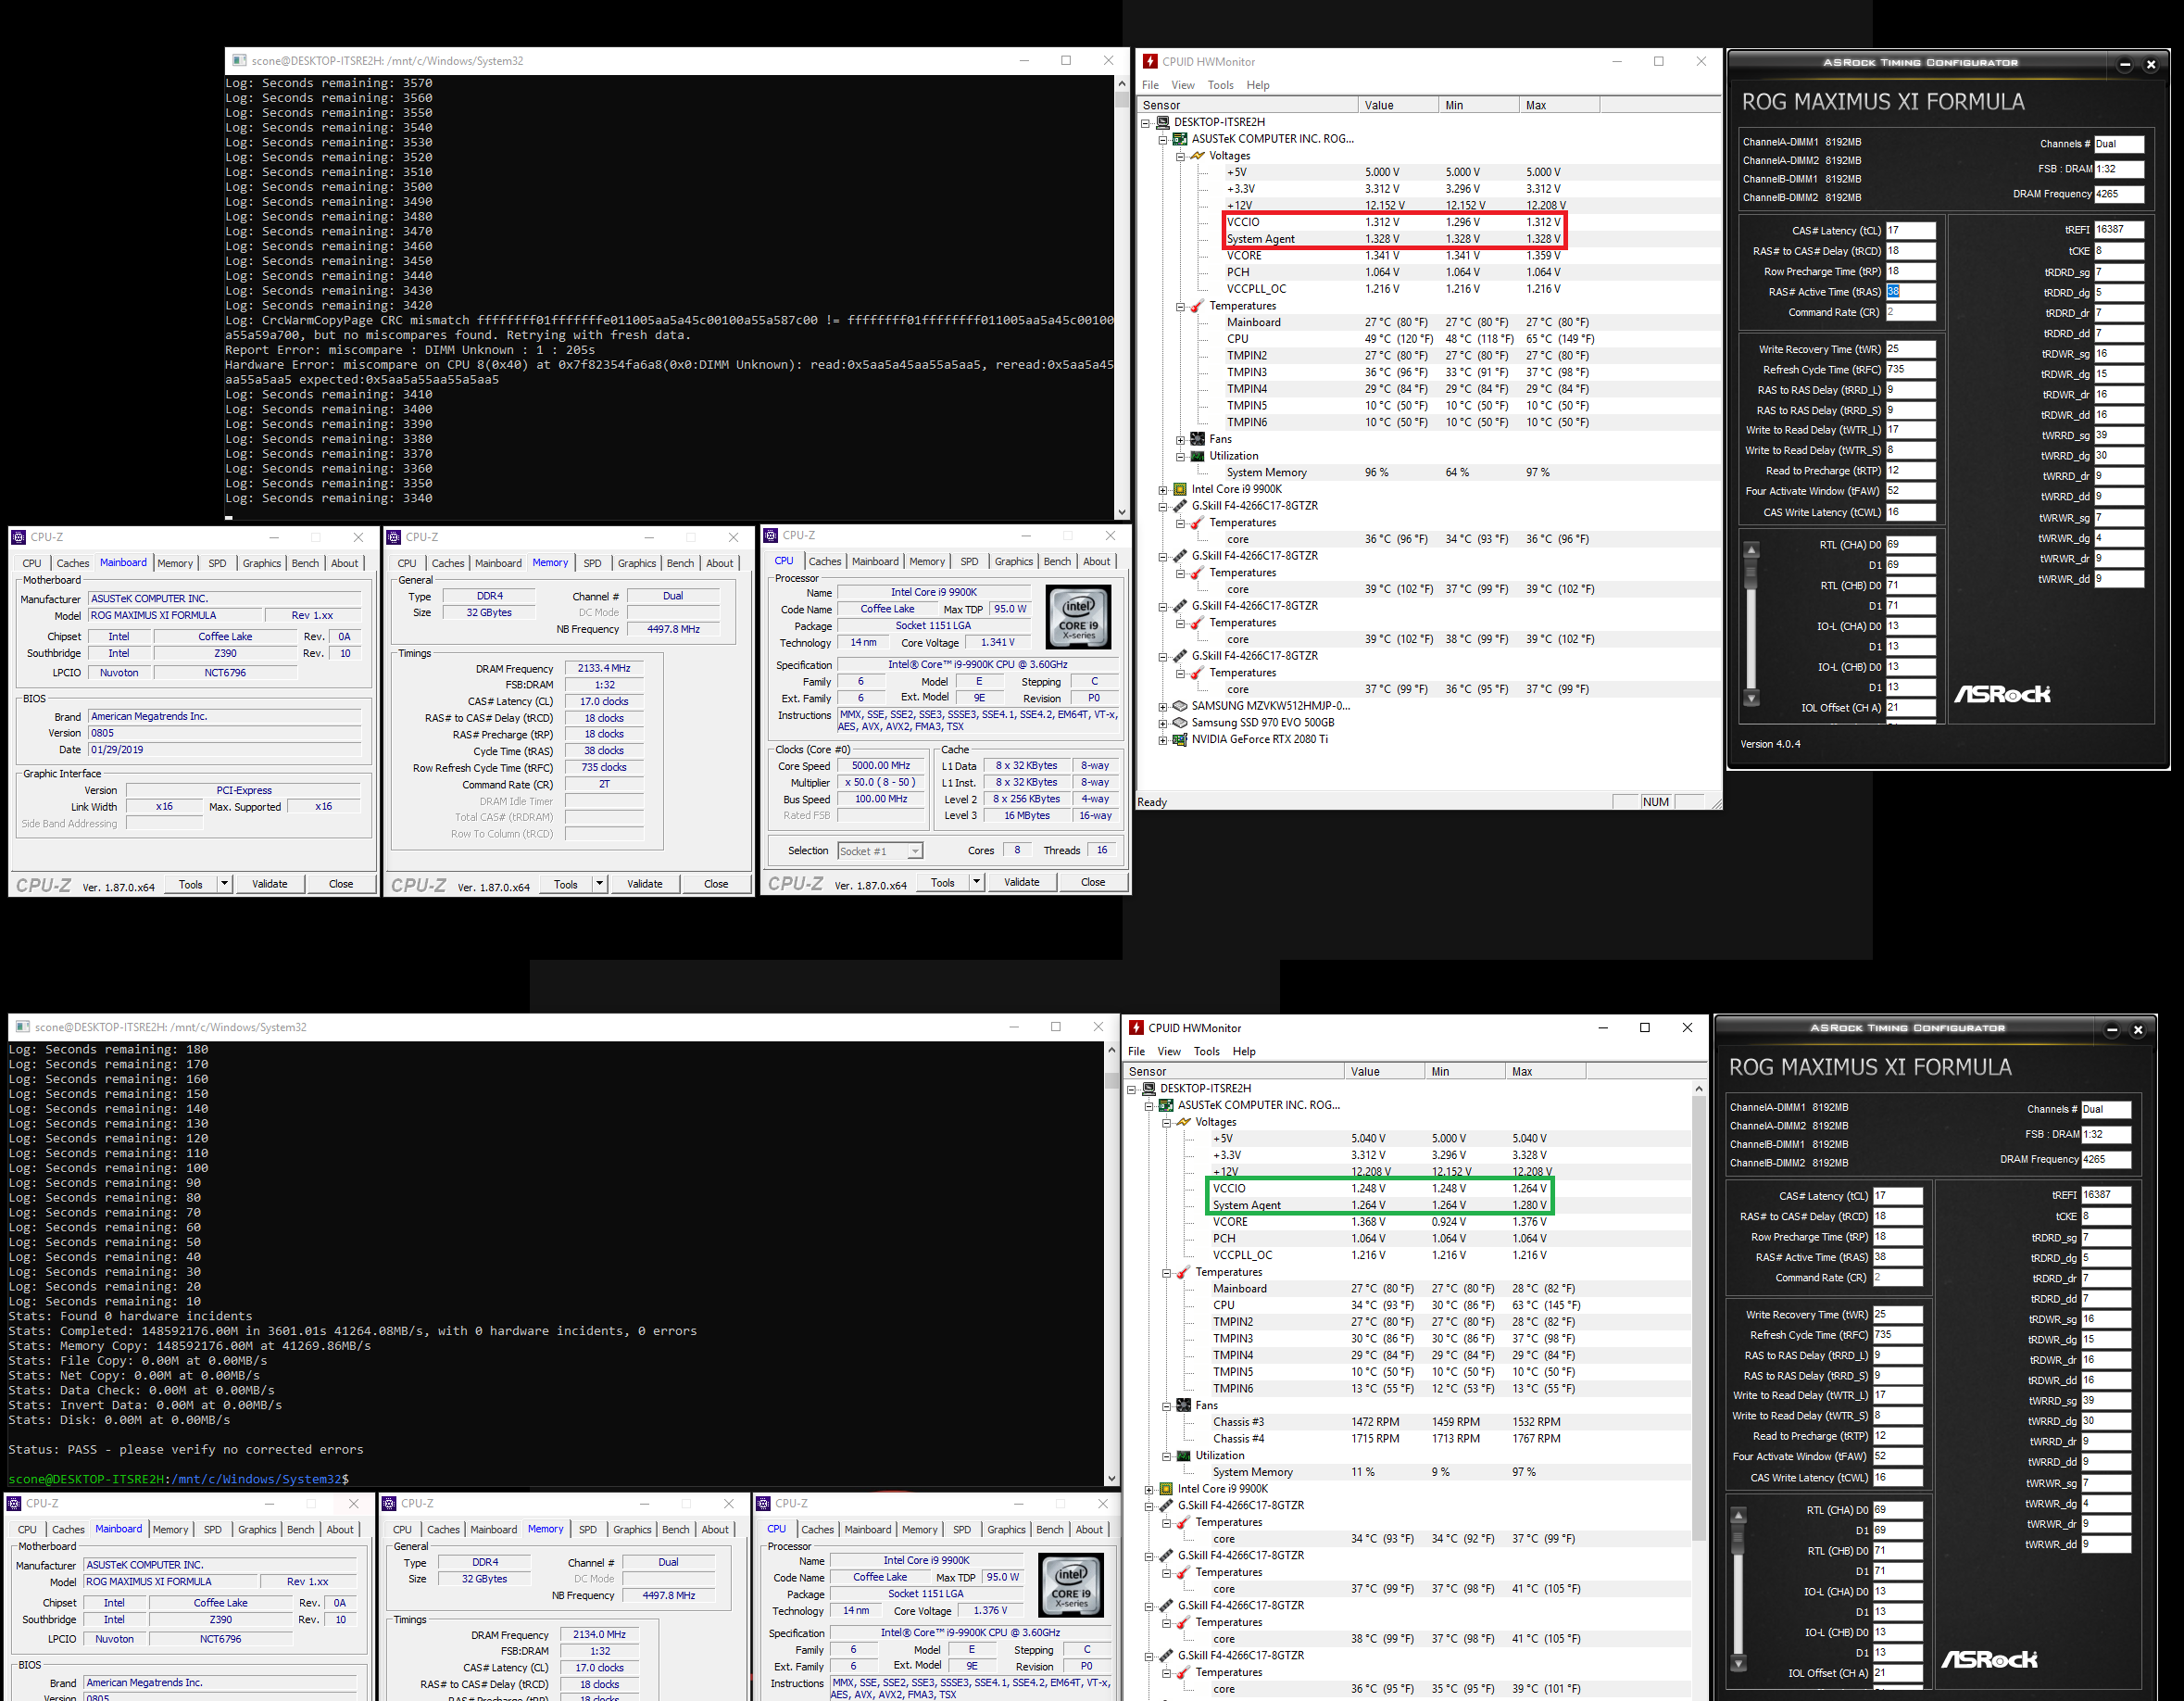 scone@DESKTOP-ITSRE2H: /mnt/c/Windows/System32
Log: Seconds remaining: 3570
Log: Seconds remaining: 3560
Log: Seconds remaining: 3550
Log: Seconds remaining: 3540
Log: Seconds remaining: 3530
Log: Seconds remaining: 3520
Log: Seconds remaining: 3510
Log: Seconds remaining: 3500
Log: Seconds remaining: 3490
Log: Seconds remaining: 3480
Log: Seconds remaining: 3470
Log: Seconds remaining: 3460
Log: Seconds remaining: 3450
Log: Seconds remaining: 3440
Log: Seconds remaining: 3430
Log: Seconds remaining: 3420
Log: CrcWarmCopyPage CRC mismatch ffffffff01fffffffe011005aa5a45c00100a55a587c00 != ffffffff01ffffffff011005aa5a45c00100
a55a59a700, but no miscompares found. Retrying with fresh data.
Report Error: miscompare : DIMM Unknown : 1 : 205s
Hardware Error: miscompare on CPU 8(0x40) at 0x7f82354fa6a8(0x0:DIMM Unknown): read:0x5aa5a45aa55a5aa5, reread:0x5aa5a45
aa55a5aa5 expected:0x5aa5a55aa55a5aa5
Log: Seconds remaining: 3410
Log: Seconds remaining: 3400
Log: Seconds remaining: 3390
Log: Seconds remaining: 3380
Log: Seconds remaining: 3370
Log: Seconds remaining: 3360
Log: Seconds remaining: 3350
Log: Seconds remaining: 3340
CPUID HWMonitor
File View Tools Help
Sensor Value Min Max
DESKTOP-ITSRE2H
ASUSTeK COMPUTER INC. ROG...
Voltages
+5V 5.000 V 5.000 V 5.000 V
+3.3V 3.312 V 3.296 V 3.312 V
+12V 12.152 V 12.152 V 12.208 V
VCCIO 1.312 V 1.296 V 1.312 V
System Agent 1.328 V 1.328 V 1.328 V
VCORE 1.341 V 1.341 V 1.359 V
PCH 1.064 V 1.064 V 1.064 V
VCCPLL_OC 1.216 V 1.216 V 1.216 V
Temperatures
Mainboard 27 °C (80 °F) 27 °C (80 °F) 27 °C (80 °F)
CPU 49 °C (120 °F) 48 °C (118 °F) 65 °C (149 °F)
TMPIN2 27 °C (80 °F) 27 °C (80 °F) 27 °C (80 °F)
TMPIN3 36 °C (96 °F) 33 °C (91 °F) 37 °C (98 °F)
TMPIN4 29 °C (84 °F) 29 °C (84 °F) 29 °C (84 °F)
TMPIN5 10 °C (50 °F) 10 °C (50 °F) 10 °C (50 °F)
TMPIN6 10 °C (50 °F) 10 °C (50 °F) 10 °C (50 °F)
Fans
Utilization
System Memory 96 % 64 % 97 %
Intel Core i9 9900K
G.Skill F4-4266C17-8GTZR
Temperatures
core 36 °C (96 °F) 34 °C (93 °F) 36 °C (96 °F)
G.Skill F4-4266C17-8GTZR
Temperatures
core 39 °C (102 °F) 37 °C (99 °F) 39 °C (102 °F)
G.Skill F4-4266C17-8GTZR
Temperatures
core 39 °C (102 °F) 38 °C (99 °F) 39 °C (102 °F)
G.Skill F4-4266C17-8GTZR
Temperatures
core 37 °C (99 °F) 36 °C (95 °F) 37 °C (99 °F)
SAMSUNG MZVKW512HMJP-0...
Samsung SSD 970 EVO 500GB
NVIDIA GeForce RTX 2080 Ti
Ready NUM
ASRock Timing Configurator
ROG MAXIMUS XI FORMULA
ChannelA-DIMM1 8192MB
ChannelA-DIMM2 8192MB
ChannelB-DIMM1 8192MB
ChannelB-DIMM2 8192MB
Channels # Dual
FSB : DRAM 1:32
DRAM Frequency 4265
CAS# Latency (tCL) 17
RAS# to CAS# Delay (tRCD) 18
Row Precharge Time (tRP) 18
RAS# Active Time (tRAS) 38
Command Rate (CR) 2
Write Recovery Time (tWR) 25
Refresh Cycle Time (tRFC) 735
RAS to RAS Delay (tRRD_L) 9
RAS to RAS Delay (tRRD_S) 9
Write to Read Delay (tWTR_L) 17
Write to Read Delay (tWTR_S) 8
Read to Precharge (tRTP) 12
Four Activate Window (tFAW) 52
CAS Write Latency (tCWL) 16
RTL (CHA) D0 69
D1 69
RTL (CHB) D0 71
D1 71
IO-L (CHA) D0 13
D1 13
IO-L (CHB) D0 13
D1 13
IOL Offset (CH A) 21
tREFI 16387
tCKE 8
tRDRD_sg 7
tRDRD_dg 5
tRDRD_dr 7
tRDRD_dd 7
tRDWR_sg 16
tRDWR_dg 15
tRDWR_dr 16
tRDWR_dd 16
tWRRD_sg 39
tWRRD_dg 30
tWRRD_dr 9
tWRRD_dd 9
tWRWR_sg 7
tWRWR_dg 4
tWRWR_dr 9
tWRWR_dd 9
ASRock
Version 4.0.4
CPU-Z
CPU Caches Mainboard Memory SPD Graphics Bench About
Motherboard
Manufacturer ASUSTeK COMPUTER INC.
Model ROG MAXIMUS XI FORMULA Rev 1.xx
Chipset Intel Coffee Lake Rev. 0A
Southbridge Intel Z390 Rev. 10
LPCIO Nuvoton NCT6796
BIOS
Brand American Megatrends Inc.
Version 0805
Date 01/29/2019
Graphic Interface
Version PCI-Express
Link Width x16 Max. Supported x16
Side Band Addressing
CPU-Z Ver. 1.87.0.x64 Tools Validate Close
CPU-Z
CPU Caches Mainboard Memory SPD Graphics Bench About
General
Type DDR4 Channel # Dual
Size 32 GBytes DC Mode
NB Frequency 4497.8 MHz
Timings
DRAM Frequency 2133.4 MHz
FSB:DRAM 1:32
CAS# Latency (CL) 17.0 clocks
RAS# to CAS# Delay (tRCD) 18 clocks
RAS# Precharge (tRP) 18 clocks
Cycle Time (tRAS) 38 clocks
Row Refresh Cycle Time (tRFC) 735 clocks
Command Rate (CR) 2T
DRAM Idle Timer
Total CAS# (tRDRAM)
Row To Column (tRCD)
CPU-Z Ver. 1.87.0.x64 Tools Validate Close
CPU-Z
CPU Caches Mainboard Memory SPD Graphics Bench About
Processor
Name Intel Core i9 9900K
Code Name Coffee Lake Max TDP 95.0 W
Package Socket 1151 LGA
Technology 14 nm Core Voltage 1.341 V
intel CORE i9 X-series
Specification Intel® Core™ i9-9900K CPU @ 3.60GHz
Family 6 Model E Stepping C
Ext. Family 6 Ext. Model 9E Revision P0
Instructions MMX, SSE, SSE2, SSE3, SSSE3, SSE4.1, SSE4.2, EM64T, VT-x,
AES, AVX, AVX2, FMA3, TSX
Clocks (Core #0)
Core Speed 5000.00 MHz
Multiplier x 50.0 ( 8 - 50 )
Bus Speed 100.00 MHz
Rated FSB
Cache
L1 Data 8 x 32 KBytes 8-way
L1 Inst. 8 x 32 KBytes 8-way
Level 2 8 x 256 KBytes 4-way
Level 3 16 MBytes 16-way
Selection Socket #1 Cores 8 Threads 16
CPU-Z Ver. 1.87.0.x64 Tools Validate Close
scone@DESKTOP-ITSRE2H: /mnt/c/Windows/System32
Log: Seconds remaining: 180
Log: Seconds remaining: 170
Log: Seconds remaining: 160
Log: Seconds remaining: 150
Log: Seconds remaining: 140
Log: Seconds remaining: 130
Log: Seconds remaining: 120
Log: Seconds remaining: 110
Log: Seconds remaining: 100
Log: Seconds remaining: 90
Log: Seconds remaining: 80
Log: Seconds remaining: 70
Log: Seconds remaining: 60
Log: Seconds remaining: 50
Log: Seconds remaining: 40
Log: Seconds remaining: 30
Log: Seconds remaining: 20
Log: Seconds remaining: 10
Stats: Found 0 hardware incidents
Stats: Completed: 148592176.00M in 3601.01s 41264.08MB/s, with 0 hardware incidents, 0 errors
Stats: Memory Copy: 148592176.00M at 41269.86MB/s
Stats: File Copy: 0.00M at 0.00MB/s
Stats: Net Copy: 0.00M at 0.00MB/s
Stats: Data Check: 0.00M at 0.00MB/s
Stats: Invert Data: 0.00M at 0.00MB/s
Stats: Disk: 0.00M at 0.00MB/s
Status: PASS - please verify no corrected errors
scone@DESKTOP-ITSRE2H:/mnt/c/Windows/System32$
CPUID HWMonitor
File View Tools Help
Sensor Value Min Max
DESKTOP-ITSRE2H
ASUSTeK COMPUTER INC. ROG...
Voltages
+5V 5.040 V 5.000 V 5.040 V
+3.3V 3.312 V 3.296 V 3.328 V
+12V 12.208 V 12.152 V 12.208 V
VCCIO 1.248 V 1.248 V 1.264 V
System Agent 1.264 V 1.264 V 1.280 V
VCORE 1.368 V 0.924 V 1.376 V
PCH 1.064 V 1.064 V 1.064 V
VCCPLL_OC 1.216 V 1.216 V 1.216 V
Temperatures
Mainboard 27 °C (80 °F) 27 °C (80 °F) 28 °C (82 °F)
CPU 34 °C (93 °F) 30 °C (86 °F) 63 °C (145 °F)
TMPIN2 27 °C (80 °F) 27 °C (80 °F) 28 °C (82 °F)
TMPIN3 30 °C (86 °F) 30 °C (86 °F) 37 °C (98 °F)
TMPIN4 29 °C (84 °F) 29 °C (84 °F) 29 °C (84 °F)
TMPIN5 10 °C (50 °F) 10 °C (50 °F) 10 °C (50 °F)
TMPIN6 13 °C (55 °F) 12 °C (53 °F) 13 °C (55 °F)
Fans
Chassis #3 1472 RPM 1459 RPM 1532 RPM
Chassis #4 1715 RPM 1713 RPM 1767 RPM
Utilization
System Memory 11 % 9 % 97 %
Intel Core i9 9900K
G.Skill F4-4266C17-8GTZR
Temperatures
core 34 °C (93 °F) 34 °C (92 °F) 37 °C (99 °F)
G.Skill F4-4266C17-8GTZR
Temperatures
core 37 °C (99 °F) 37 °C (98 °F) 41 °C (105 °F)
G.Skill F4-4266C17-8GTZR
Temperatures
core 38 °C (99 °F) 37 °C (98 °F) 41 °C (105 °F)
G.Skill F4-4266C17-8GTZR
Temperatures
core 36 °C (95 °F) 35 °C (95 °F) 39 °C (101 °F)
ASRock Timing Configurator
ROG MAXIMUS XI FORMULA
ChannelA-DIMM1 8192MB
ChannelA-DIMM2 8192MB
ChannelB-DIMM1 8192MB
ChannelB-DIMM2 8192MB
Channels # Dual
FSB : DRAM 1:32
DRAM Frequency 4265
CAS# Latency (tCL) 17
RAS# to CAS# Delay (tRCD) 18
Row Precharge Time (tRP) 18
RAS# Active Time (tRAS) 38
Command Rate (CR) 2
Write Recovery Time (tWR) 25
Refresh Cycle Time (tRFC) 735
RAS to RAS Delay (tRRD_L) 9
RAS to RAS Delay (tRRD_S) 9
Write to Read Delay (tWTR_L) 17
Write to Read Delay (tWTR_S) 8
Read to Precharge (tRTP) 12
Four Activate Window (tFAW) 52
CAS Write Latency (tCWL) 16
RTL (CHA) D0 69
D1 69
RTL (CHB) D0 71
D1 71
IO-L (CHA) D0 13
D1 13
IO-L (CHB) D0 13
D1 13
IOL Offset (CH A) 21
tREFI 16387
tCKE 8
tRDRD_sg 7
tRDRD_dg 5
tRDRD_dr 7
tRDRD_dd 7
tRDWR_sg 16
tRDWR_dg 15
tRDWR_dr 16
tRDWR_dd 16
tWRRD_sg 39
tWRRD_dg 30
tWRRD_dr 9
tWRRD_dd 9
tWRWR_sg 7
tWRWR_dg 4
tWRWR_dr 9
tWRWR_dd 9
ASRock
CPU-Z
CPU Caches Mainboard Memory SPD Graphics Bench About
Motherboard
Manufacturer ASUSTeK COMPUTER INC.
Model ROG MAXIMUS XI FORMULA Rev 1.xx
Chipset Intel Coffee Lake Rev. 0A
Southbridge Intel Z390 Rev. 10
LPCIO Nuvoton NCT6796
BIOS
Brand American Megatrends Inc.
Version 0805
CPU-Z
CPU Caches Mainboard Memory SPD Graphics Bench About
General
Type DDR4 Channel # Dual
Size 32 GBytes DC Mode
NB Frequency 4497.8 MHz
Timings
DRAM Frequency 2134.0 MHz
FSB:DRAM 1:32
CAS# Latency (CL) 17.0 clocks
RAS# to CAS# Delay (tRCD) 18 clocks
RAS# Precharge (tRP) 18 clocks
CPU-Z
CPU Caches Mainboard Memory SPD Graphics Bench About
Processor
Name Intel Core i9 9900K
Code Name Coffee Lake Max TDP 95.0 W
Package Socket 1151 LGA
Technology 14 nm Core Voltage 1.376 V
intel CORE i9 X-series
Specification Intel® Core™ i9-9900K CPU @ 3.60GHz
Family 6 Model E Stepping C
Ext. Family 6 Ext. Model 9E Revision P0
Instructions MMX, SSE, SSE2, SSE3, SSSE3, SSE4.1, SSE4.2, EM64T, VT-x,
AES, AVX, AVX2, FMA3, TSX